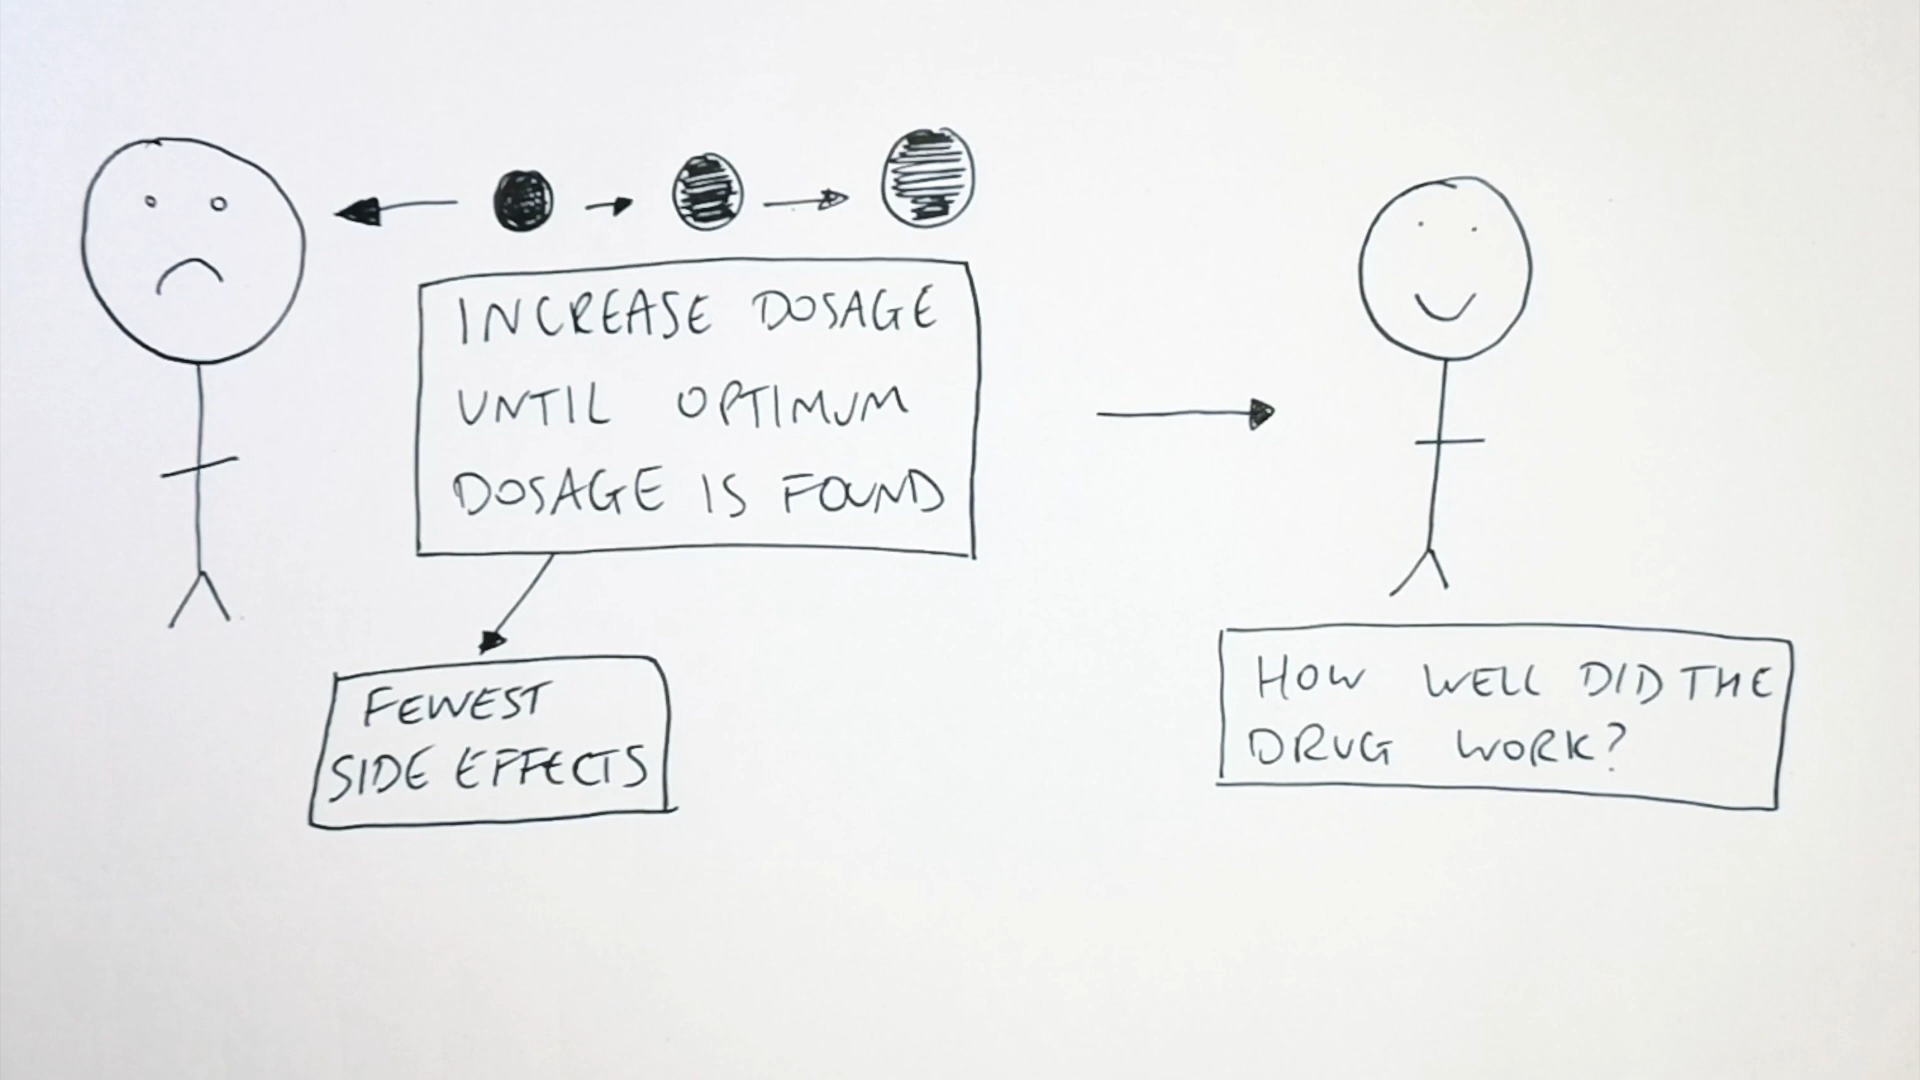 INCREASE DOSAGE
UNTIL OPTIMUM
DOSAGE IS FOUND
FEWEST
SIDE EFFECTS
HOW WELL DID THE
DRUG WORK?